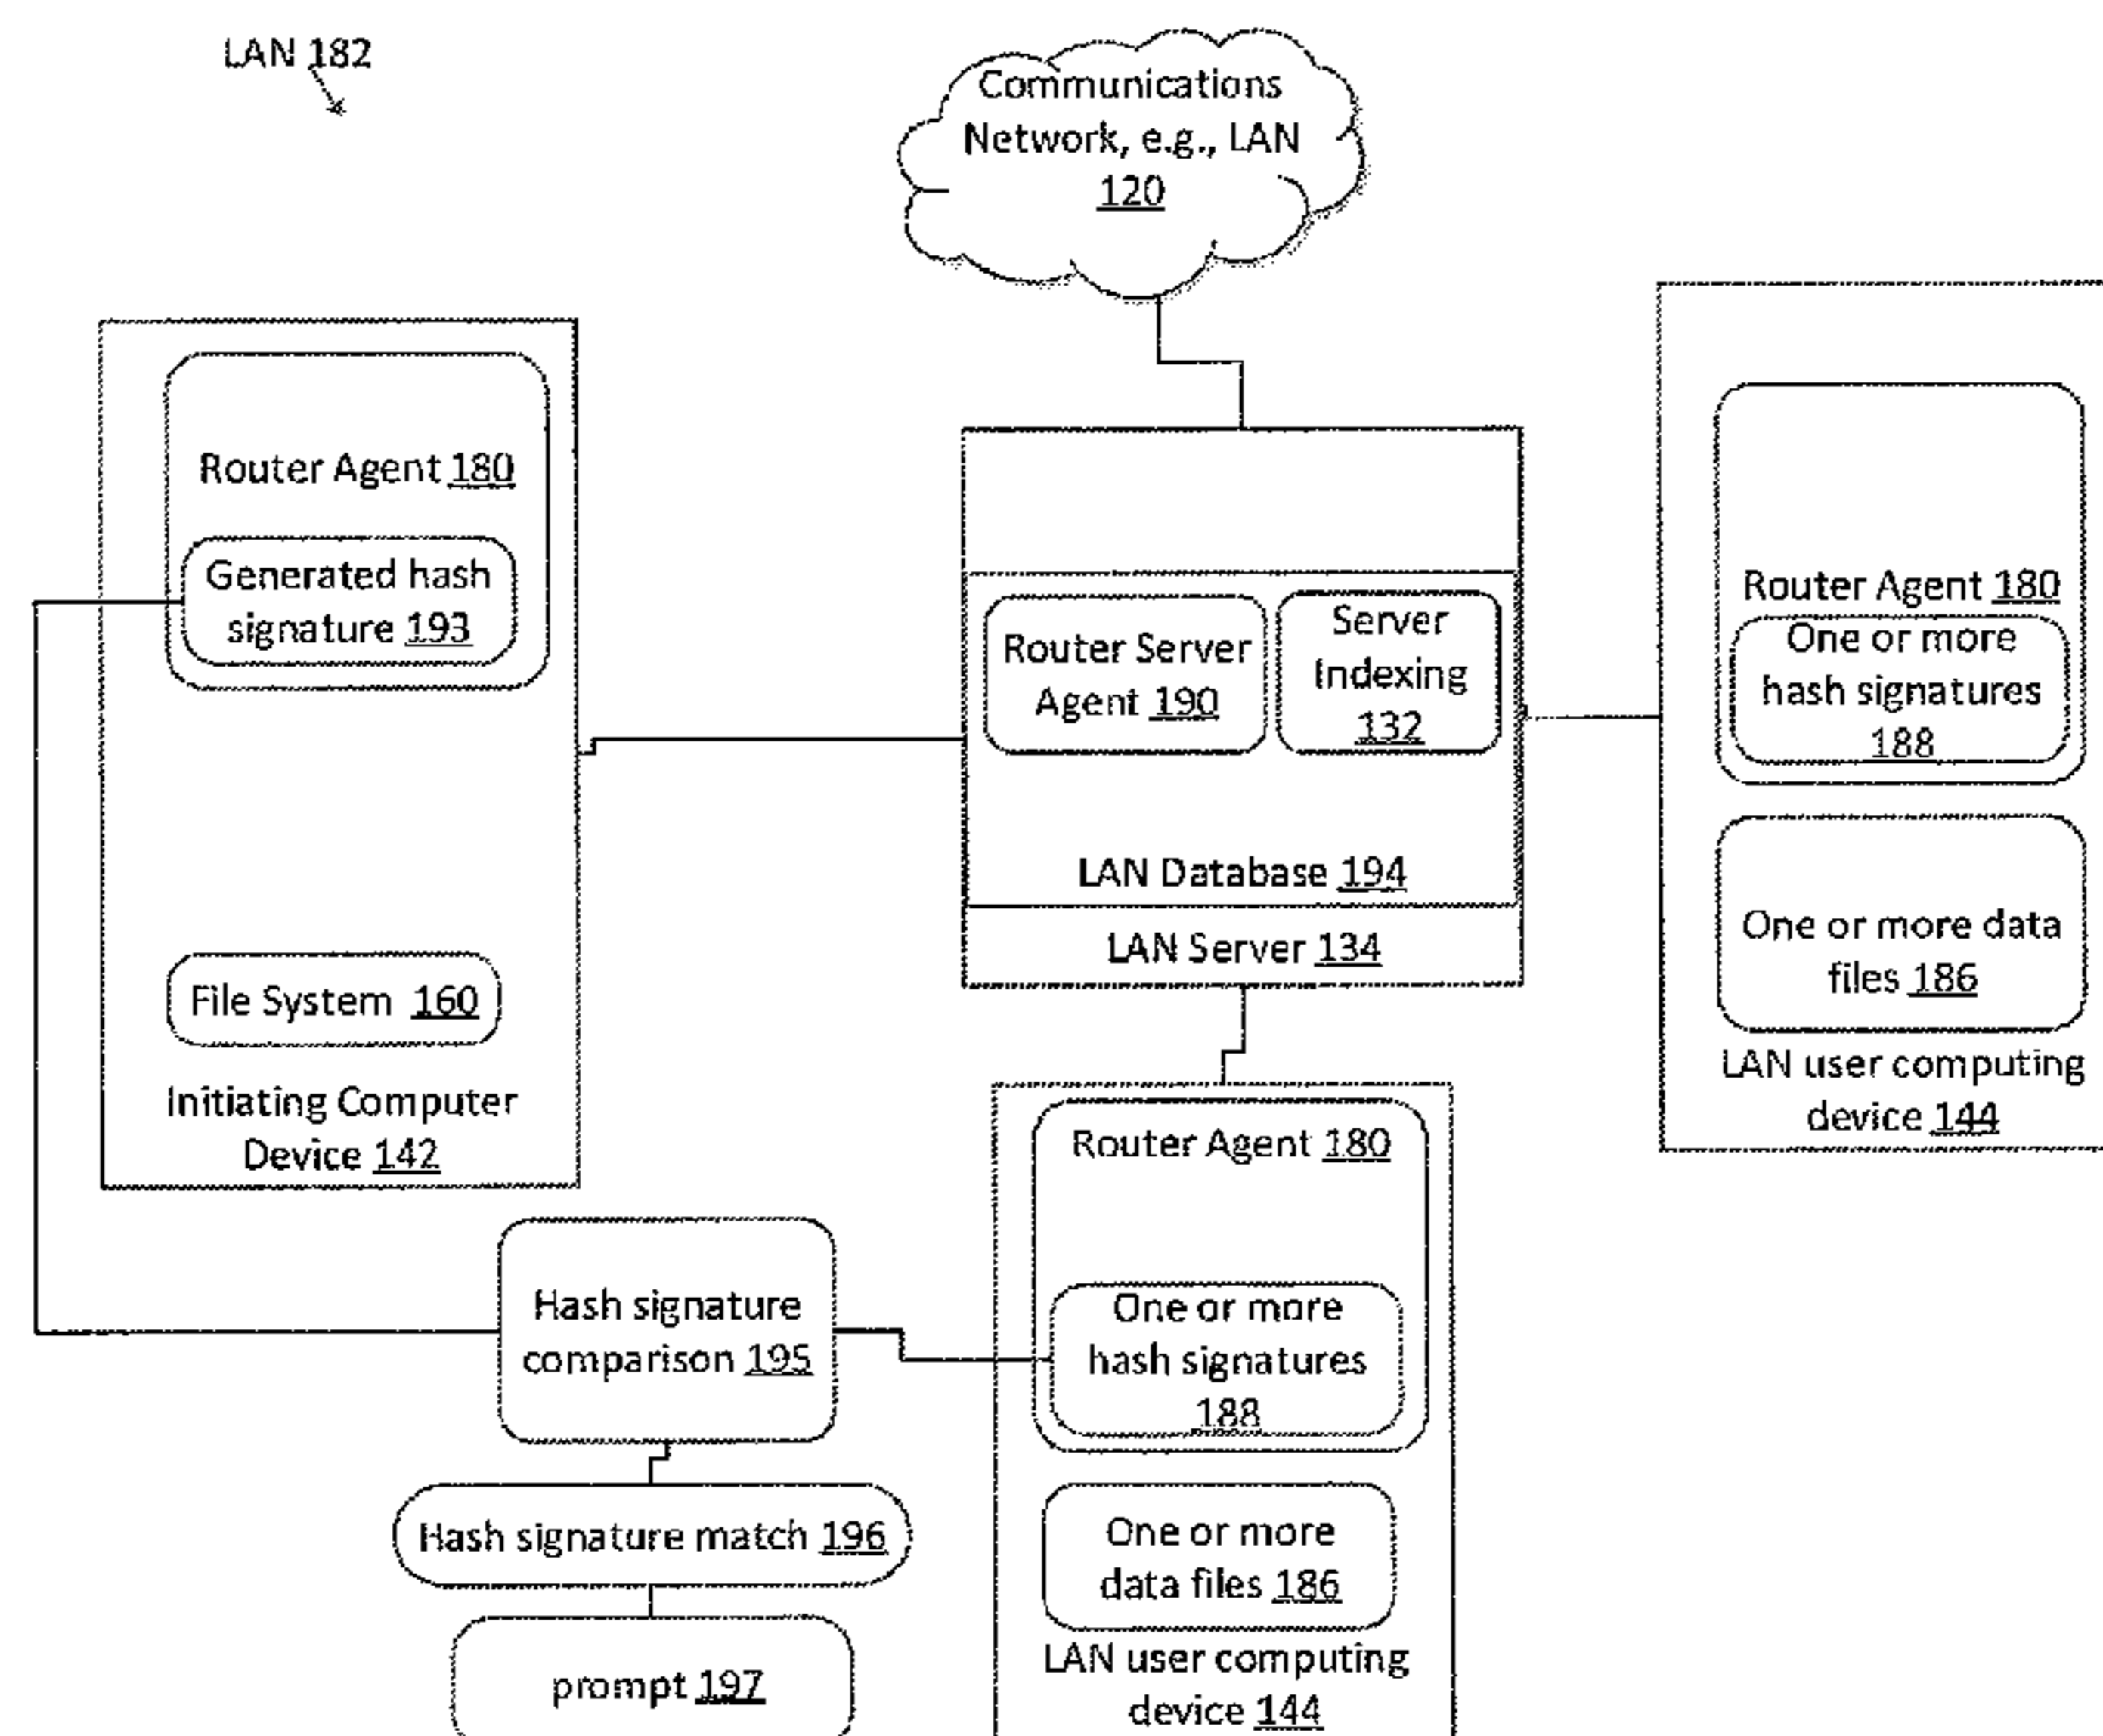 LAN 182
Communications
Network, e.g., LAN
120
Router Agent 180
Generated hash
signature 193
File System 160
Initiating Computer
Device 142
Router Server
Agent 190
Server
Indexing
132
LAN Database 194
LAN Server 134
Router Agent 180
One or more
hash signatures
188
One or more data
files 186
LAN user computing
device 144
Router Agent 180
One or more
hash signatures
188
One or more
data files 186
LAN user computing
device 144
Hash signature
comparison 195
Hash signature match 196
prompt 197